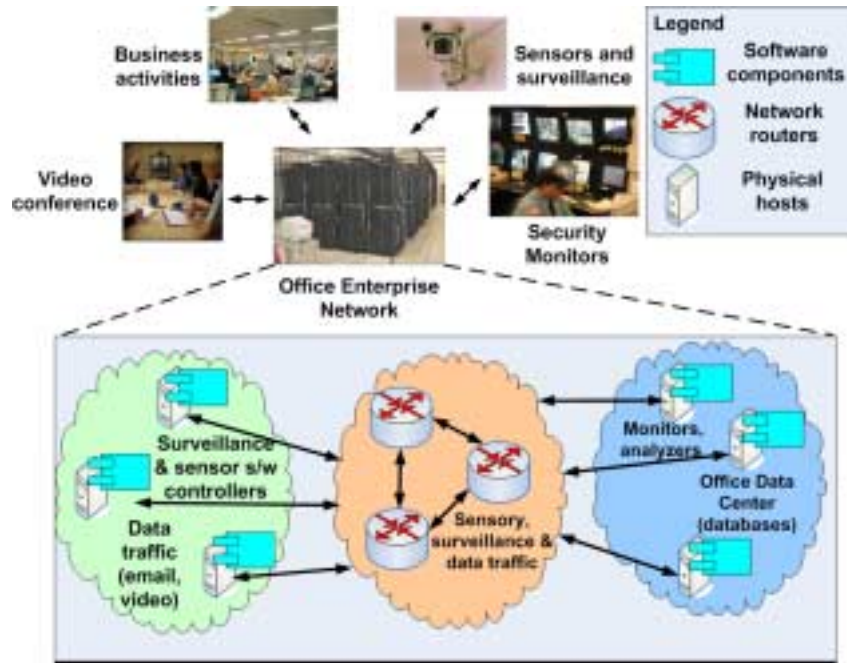 Business
activities
Sensors and
surveillance
Legend
Software
components
Network
routers
Physical
hosts
Video
conference
Security
Monitors
Office Enterprise
Network
Surveillance
& sensor s/w
controllers
Data
traffic
(email,
video)
Sensory,
surveillance &
data traffic
Monitors,
analyzers
Office Data
Center
(databases)